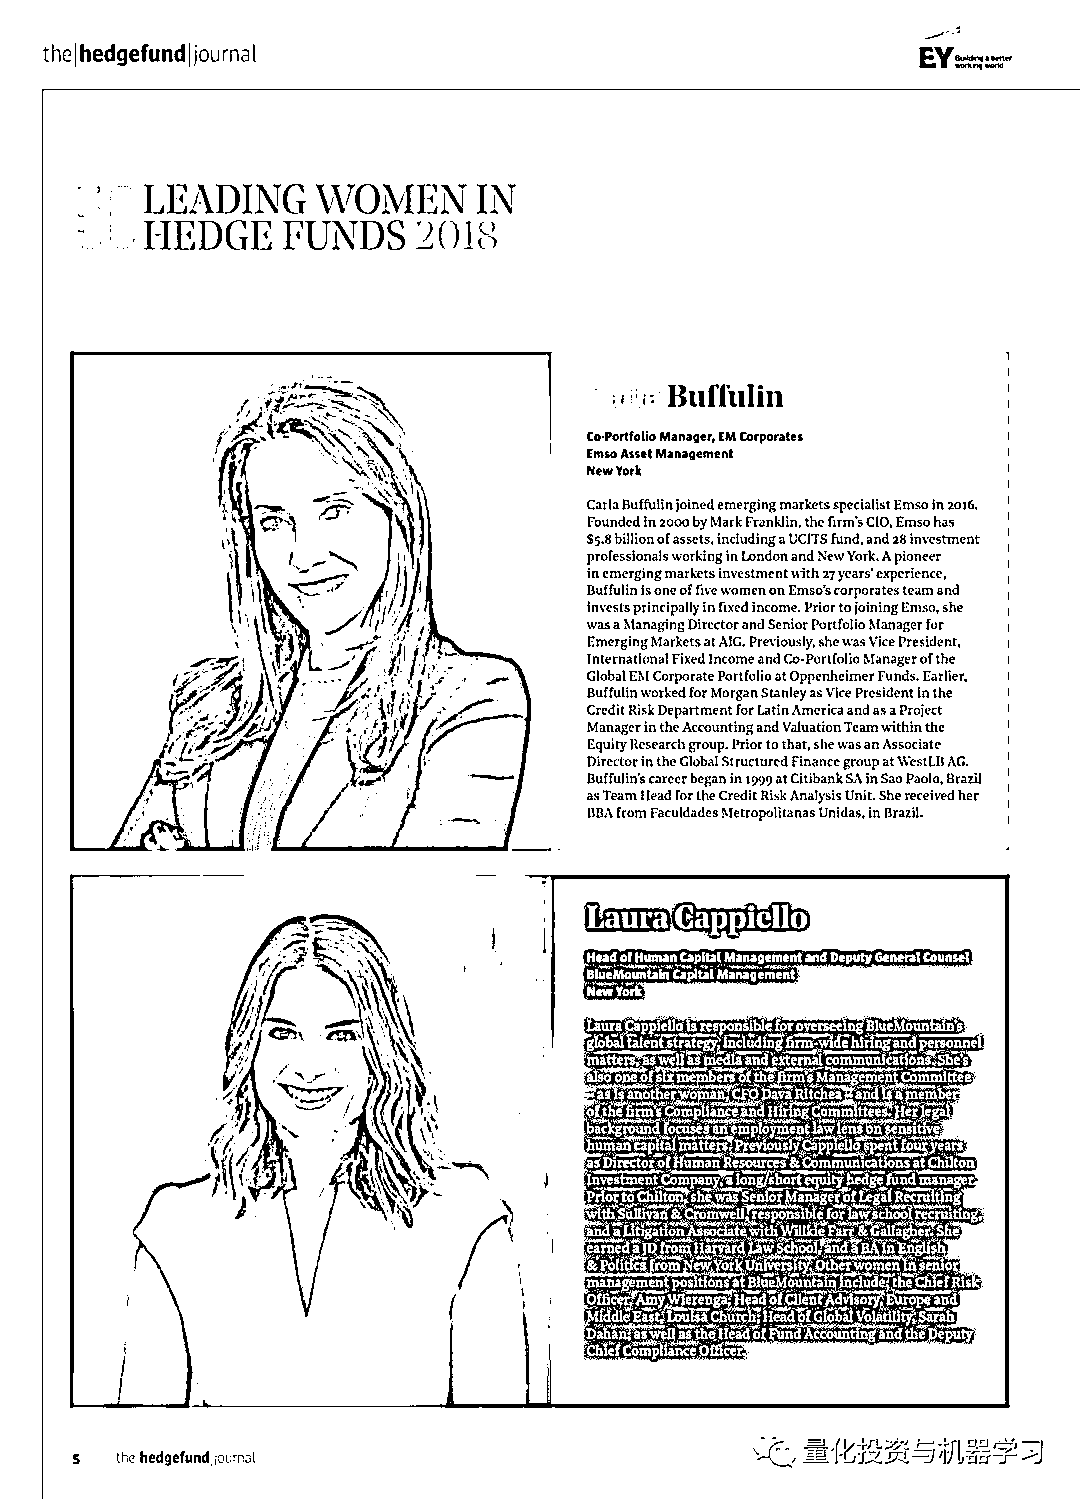 the|hedgefund|journal
EY Building a better
working world
LEADING WOMEN IN
HEDGE FUNDS 2018
Buffulin
Co-Portfolio Manager, EM Corporates
Emso Asset Management
New York
Carla Buffulin joined emerging markets specialist Emso in 2016.
Founded in 2000 by Mark Franklin, the firm's CIO, Emso has
$5.8 billion of assets, including a UCITS fund, and 28 investment
professionals working in London and New York. A pioneer
in emerging markets investment with 27 years' experience,
Buffulin is one of five women on Emso's corporates team and
invests principally in fixed income. Prior to joining Emso, she
was a Managing Director and Senior Portfolio Manager for
Emerging Markets at AIG. Previously, she was Vice President,
International Fixed Income and Co-Portfolio Manager of the
Global EM Corporate Portfolio at Oppenheimer Funds. Earlier,
Buffulin worked for Morgan Stanley as Vice President in the
Credit Risk Department for Latin America and as a Project
Manager in the Accounting and Valuation Team within the
Equity Research group. Prior to that, she was an Associate
Director in the Global Structured Finance group at WestLB AG.
Buffulin's career began in 1999 at Citibank SA in Sao Paolo, Brazil
as Team Head for the Credit Risk Analysis Unit. She received her
BBA from Faculdades Metropolitanas Unidas, in Brazil.
Laura Cappiello
Head of Human Capital Management and Deputy General Counsel
BlueMountain Capital Management
New York
Laura Cappiello is responsible for overseeing BlueMountain's
global talent strategy, including firm-wide hiring and personnel
matters, as well as media and external communications. She's
also one of six members of the firm's Management Committee
– as is another woman, CFO Dava Ritchea – and is a member
of the firm's Compliance and Hiring Committees. Her legal
background focuses an employment law lens on sensitive
human capital matters. Previously Cappiello spent four years
as Director of Human Resources & Communications at Chilton
Investment Company, a long/short equity hedge fund manager.
Prior to Chilton, she was Senior Manager of Legal Recruiting
with Sullivan & Cromwell, responsible for law school recruiting,
and a Litigation Associate with Willkie Farr & Gallagher. She
earned a JD from Harvard Law School, and a BA in English
& Politics from New York University. Other women in senior
management positions at BlueMountain include: the Chief Risk
Officer, Amy Wierenga; Head of Client Advisory, Europe and
Middle East, Louisa Church; Head of Global Volatility, Sarah
Dahan; as well as the Head of Fund Accounting and the Deputy
Chief Compliance Officer.
5 the hedgefund journal
量化投资与机器学习